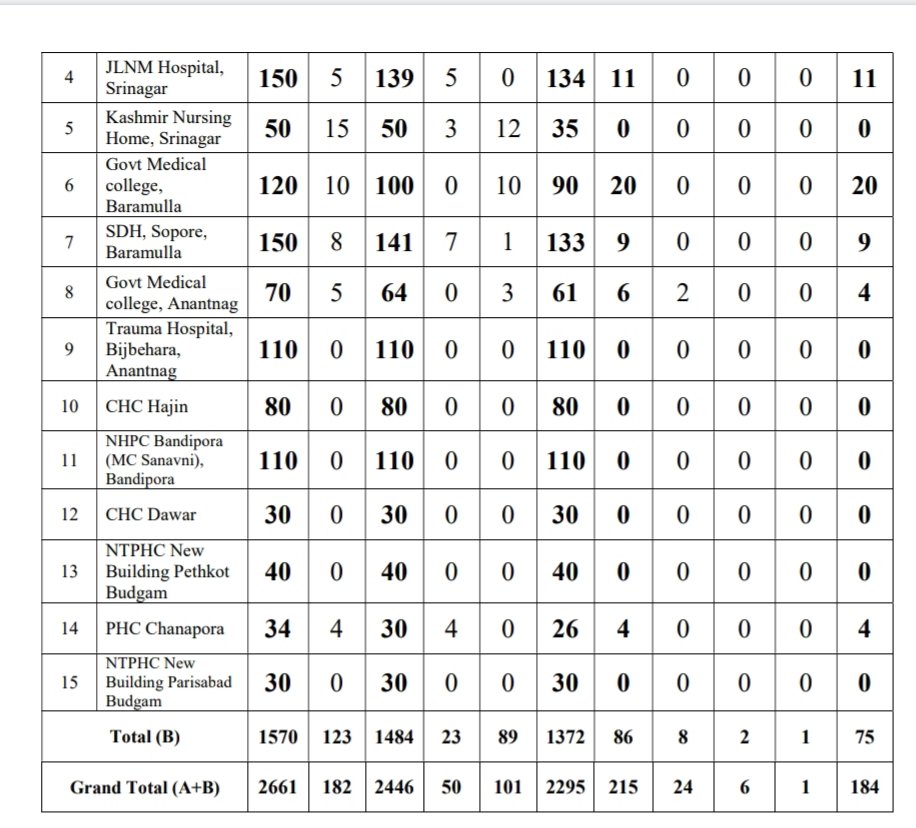 4 JLNM Hospital, Srinagar 150 5 139 5 0 134 11 0 0 0 11
5 Kashmir Nursing Home, Srinagar 50 15 50 3 12 35 0 0 0 0 0
6 Govt Medical college, Baramulla 120 10 100 0 10 90 20 0 0 0 20
7 SDH, Sopore, Baramulla 150 8 141 7 1 133 9 0 0 0 9
8 Govt Medical college, Anantnag 70 5 64 0 3 61 6 2 0 0 4
9 Trauma Hospital, Bijbehara, Anantnag 110 0 110 0 0 110 0 0 0 0 0
10 CHC Hajin 80 0 80 0 0 80 0 0 0 0 0
11 NHPC Bandipora (MC Sanavni), Bandipora 110 0 110 0 0 110 0 0 0 0 0
12 CHC Dawar 30 0 30 0 0 30 0 0 0 0 0
13 NTPHC New Building Pethkot Budgam 40 0 40 0 0 40 0 0 0 0 0
14 PHC Chanapora 34 4 30 4 0 26 4 0 0 0 4
15 NTPHC New Building Parisabad Budgam 30 0 30 0 0 30 0 0 0 0 0
Total (B) 1570 123 1484 23 89 1372 86 8 2 1 75
Grand Total (A+B) 2661 182 2446 50 101 2295 215 24 6 1 184